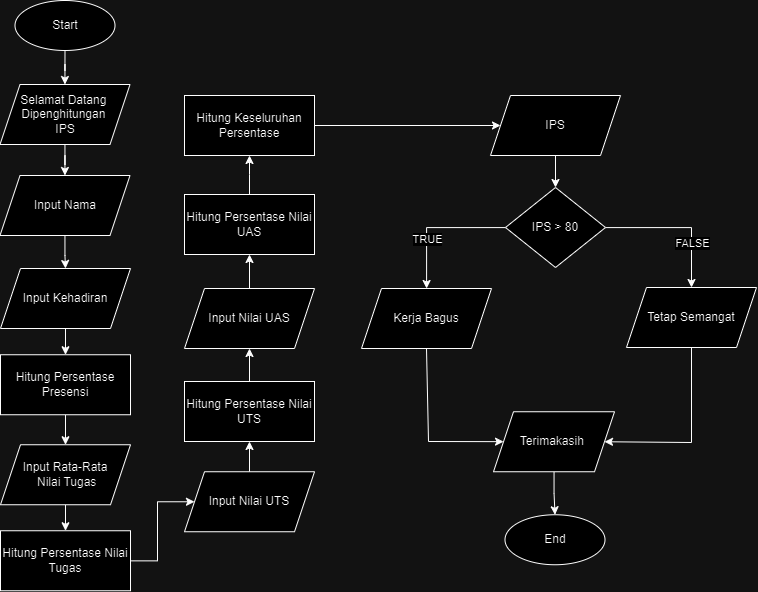 Start
Selamat Datang
Dipenghitungan
IPS
Input Nama
Input Kehadiran
Hitung Persentase
Presensi
Input Rata-Rata
Nilai Tugas
Hitung Persentase Nilai
Tugas
Input Nilai UTS
Hitung Persentase Nilai
UTS
Input Nilai UAS
Hitung Persentase Nilai
UAS
Hitung Keseluruhan
Persentase
IPS
IPS > 80
TRUE
FALSE
Kerja Bagus
Tetap Semangat
Terimakasih
End